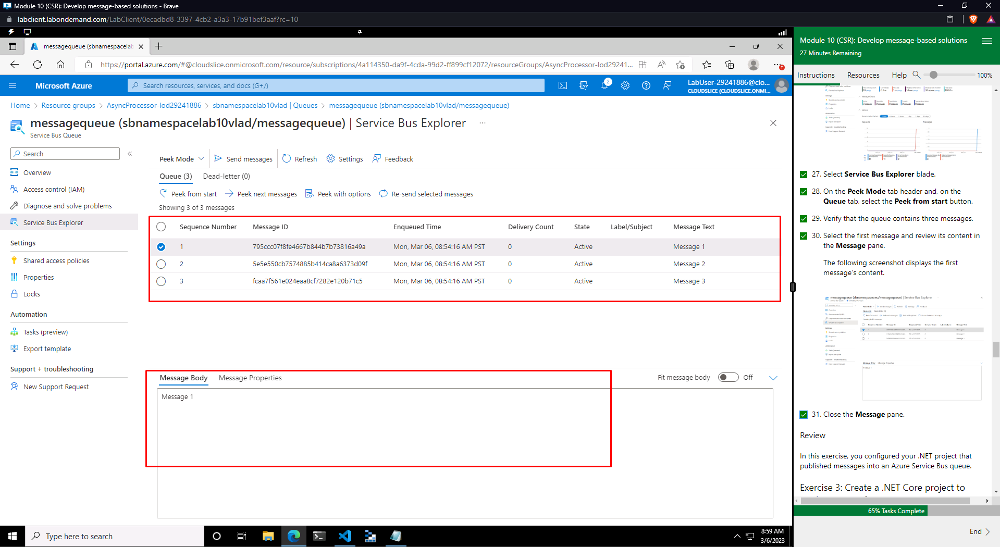 Module 10 (CSR): Develop message-based solutions - Brave
labclient.labondemand.com/LabClient/0ecadbd8-3397-4cb2-a3a3-17b91bef3aaf?rc=10
messagequeue (sbnamespacelab
https://portal.azure.com/#@cloudslice.onmicrosoft.com/resource/subscriptions/4a114350-da9f-4cda-99d2-ff899cf12072/resourceGroups/AsyncProcessor-lod29241...
Microsoft Azure
Search resources, services, and docs (G+/)
2
LabUser-29241886@clo...
CLOUDSLICE (CLOUDSLICE.ONMI...
Home > Resource groups > AsyncProcessor-lod29241886 > sbnamespacelab10vlad | Queues > messagequeue (sbnamespacelab10vlad/messagequeue)
messagequeue (sbnamespacelab10vlad/messagequeue) | Service Bus Explorer ...
Service Bus Queue
Search
Overview
Access control (IAM)
Diagnose and solve problems
Service Bus Explorer
Settings
Shared access policies
Properties
Locks
Automation
Tasks (preview)
Export template
Support + troubleshooting
New Support Request
Peek Mode Send messages Refresh Settings Feedback
Queue (3) Dead-letter (0)
Peek from start Peek next messages Peek with options Re-send selected messages
Showing 3 of 3 messages
Sequence Number Message ID Enqueued Time Delivery Count State Label/Subject Message Text
1 795ccc07f8fe4667b844b7b73816a49a Mon, Mar 06, 08:54:16 AM PST 0 Active Message 1
2 5e5e550cb7574885b414ca8a6373d09f Mon, Mar 06, 08:54:16 AM PST 0 Active Message 2
3 fcaa7f561e024eaa8cf7282e120b71c5 Mon, Mar 06, 08:54:16 AM PST 0 Active Message 3
Message Body Message Properties Fit message body Off
Message 1
Module 10 (CSR): Develop message-based solutions
27 Minutes Remaining
Instructions Resources Help 100%
27. Select Service Bus Explorer blade.
28. On the Peek Mode tab header and, on the
Queue tab, select the Peek from start button.
29. Verify that the queue contains three messages.
30. Select the first message and review its content in
the Message pane.
The following screenshot displays the first
message's content.
messagequeue (sbnamespaceanu/messagequeue) | Service Bus Explorer
31. Close the Message pane.
Review
In this exercise, you configured your .NET project that
published messages into an Azure Service Bus queue.
Exercise 3: Create a .NET Core project to
65% Tasks Complete
End
Type here to search
8:59 AM
3/6/2023